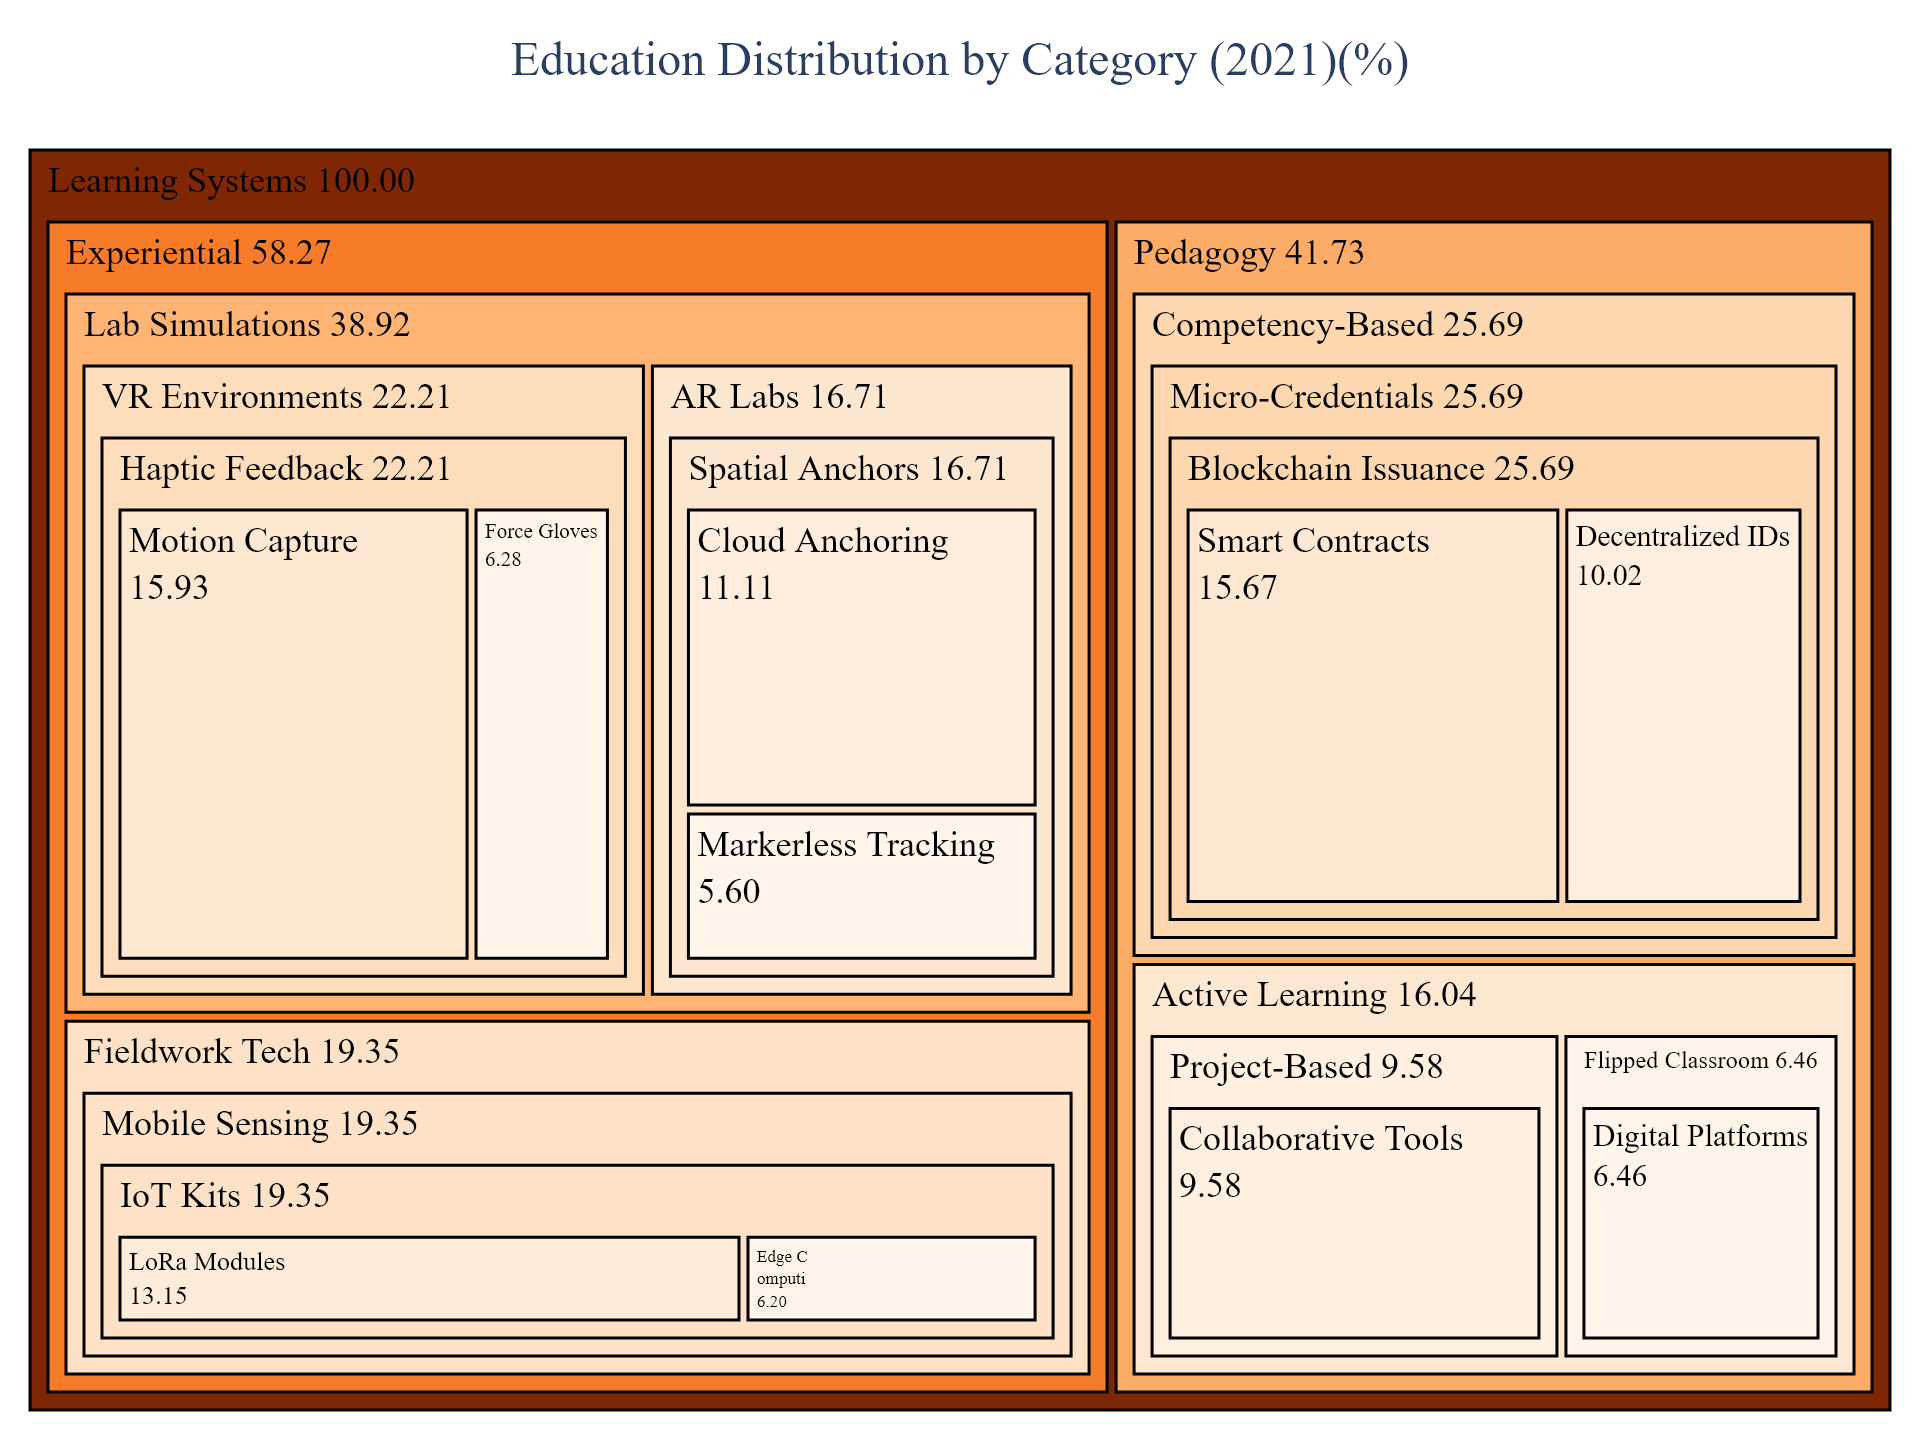 Education Distribution by Category (2021)(%)
Learning Systems 100.00
Experiential 58.27
Lab Simulations 38.92
VR Environments 22.21
Haptic Feedback 22.21
Motion Capture
15.93
Force Gloves
6.28
AR Labs 16.71
Spatial Anchors 16.71
Cloud Anchoring
11.11
Markerless Tracking
5.60
Fieldwork Tech 19.35
Mobile Sensing 19.35
IoT Kits 19.35
LoRa Modules
13.15
Edge C
omputi
6.20
Pedagogy 41.73
Competency-Based 25.69
Micro-Credentials 25.69
Blockchain Issuance 25.69
Smart Contracts
15.67
Decentralized IDs
10.02
Active Learning 16.04
Project-Based 9.58
Collaborative Tools
9.58
Flipped Classroom 6.46
Digital Platforms
6.46